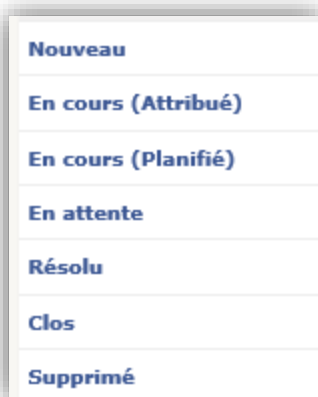 Nouveau
En cours (Attribué)
En cours (Planifié)
En attente
Résolu
Clos
Supprimé